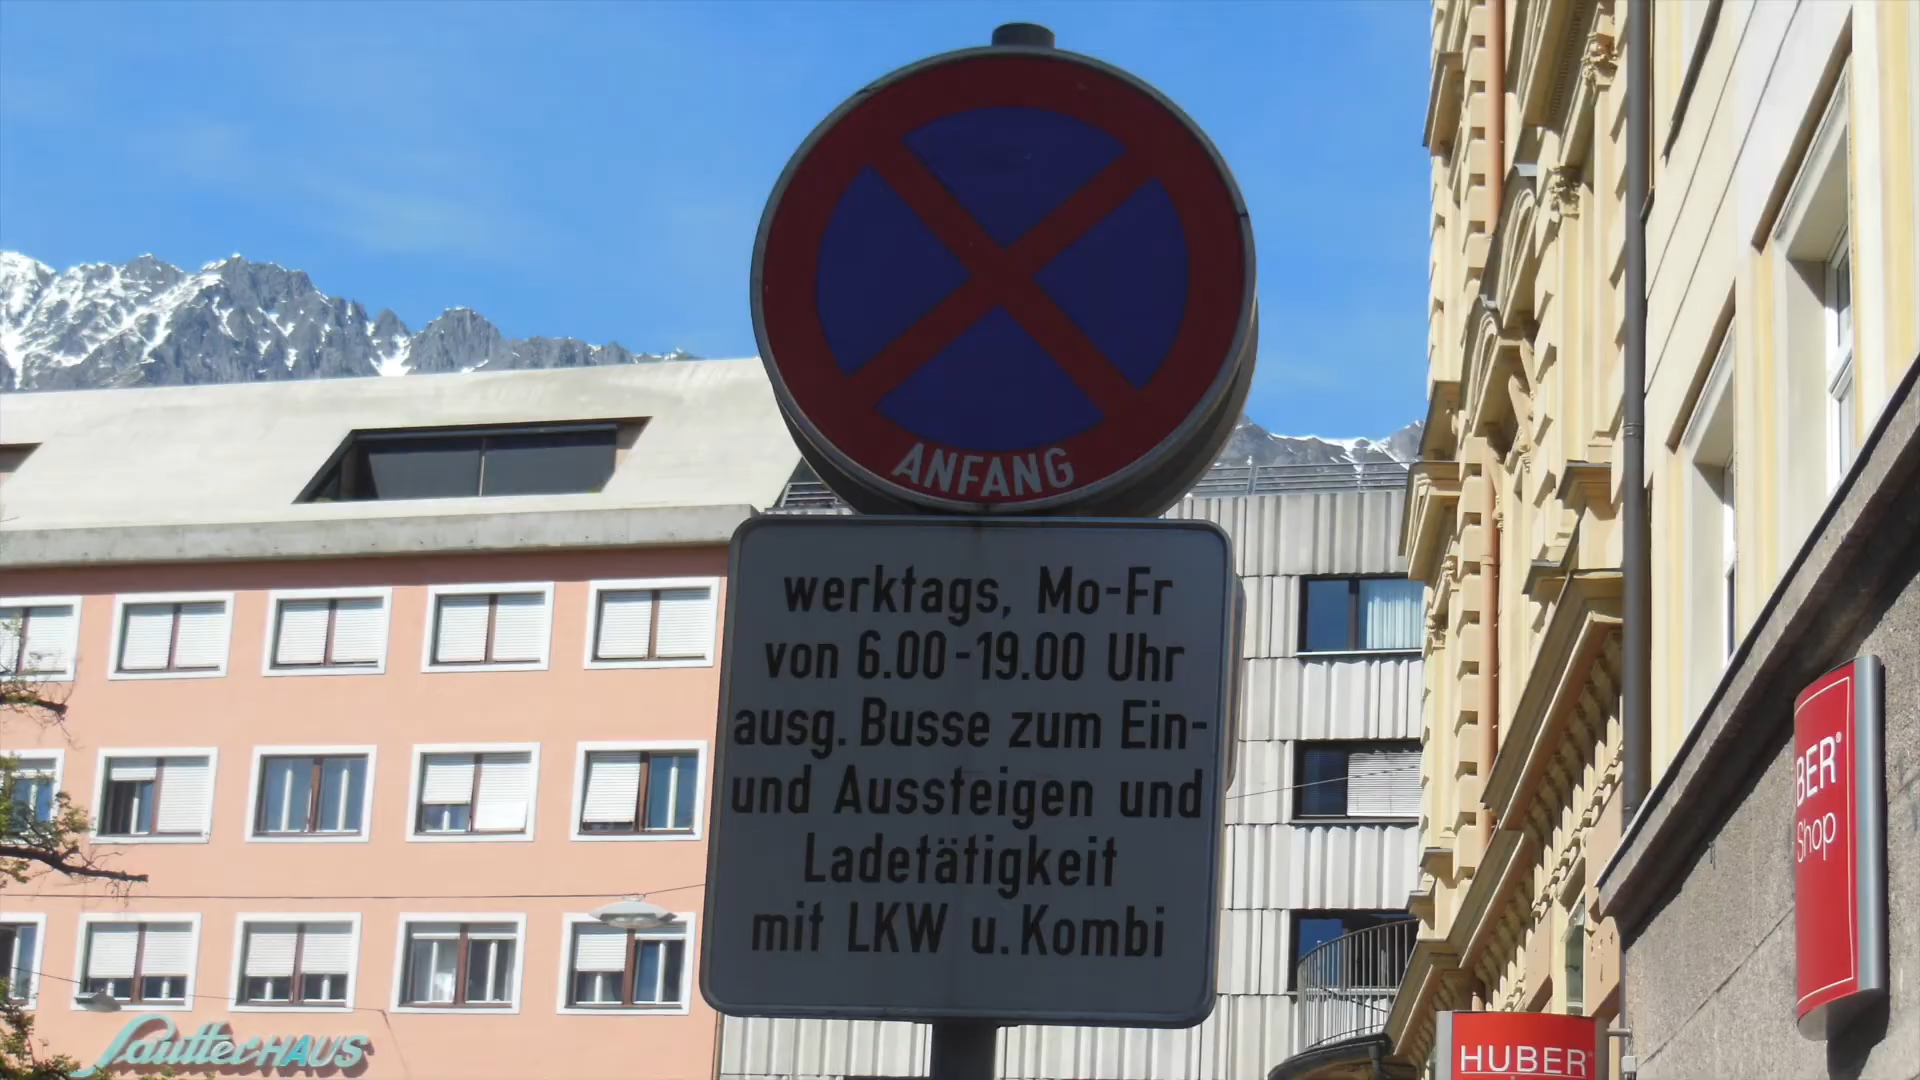 ANFANG
werktags, Mo-Fr
von 6.00-19.00 Uhr
ausg. Busse zum Ein-
und Aussteigen und
Ladetätigkeit
mit LKW u. Kombi
SautterHAUS
BER®
Shop
HUBER®